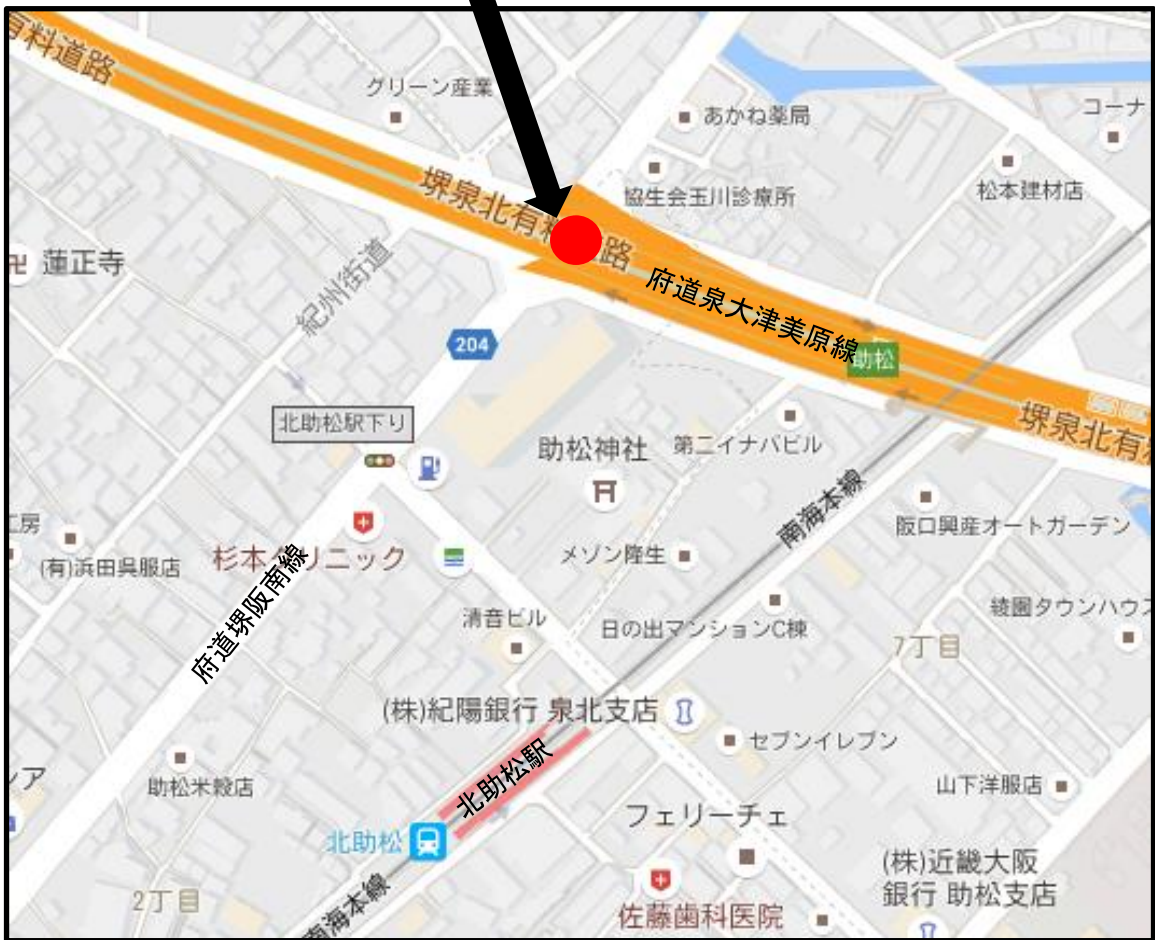 有料道路
グリーン産業
あかね薬局
コーナ
堺泉北有料
路
協生会玉川診療所
松本建材店
卍 蓮正寺
紀州街道
府道泉大津美原線
204
助松
堺泉北有
北助松駅下り
助松神社
第二イナバビル
南海本線
工房
阪口興産オートガーデン
(有)浜田呉服店
杉本クリニック
メゾン隆生
府道堺阪南線
清音ビル
日の出マンションC棟
綾園タウンハウス
7丁目
(株)紀陽銀行 泉北支店
セブンイレブン
北助松駅
ンア
助松米穀店
山下洋服店
フェリーチェ
北助松
(株)近畿大阪
銀行 助松支店
2丁目
南海本線
佐藤歯科医院